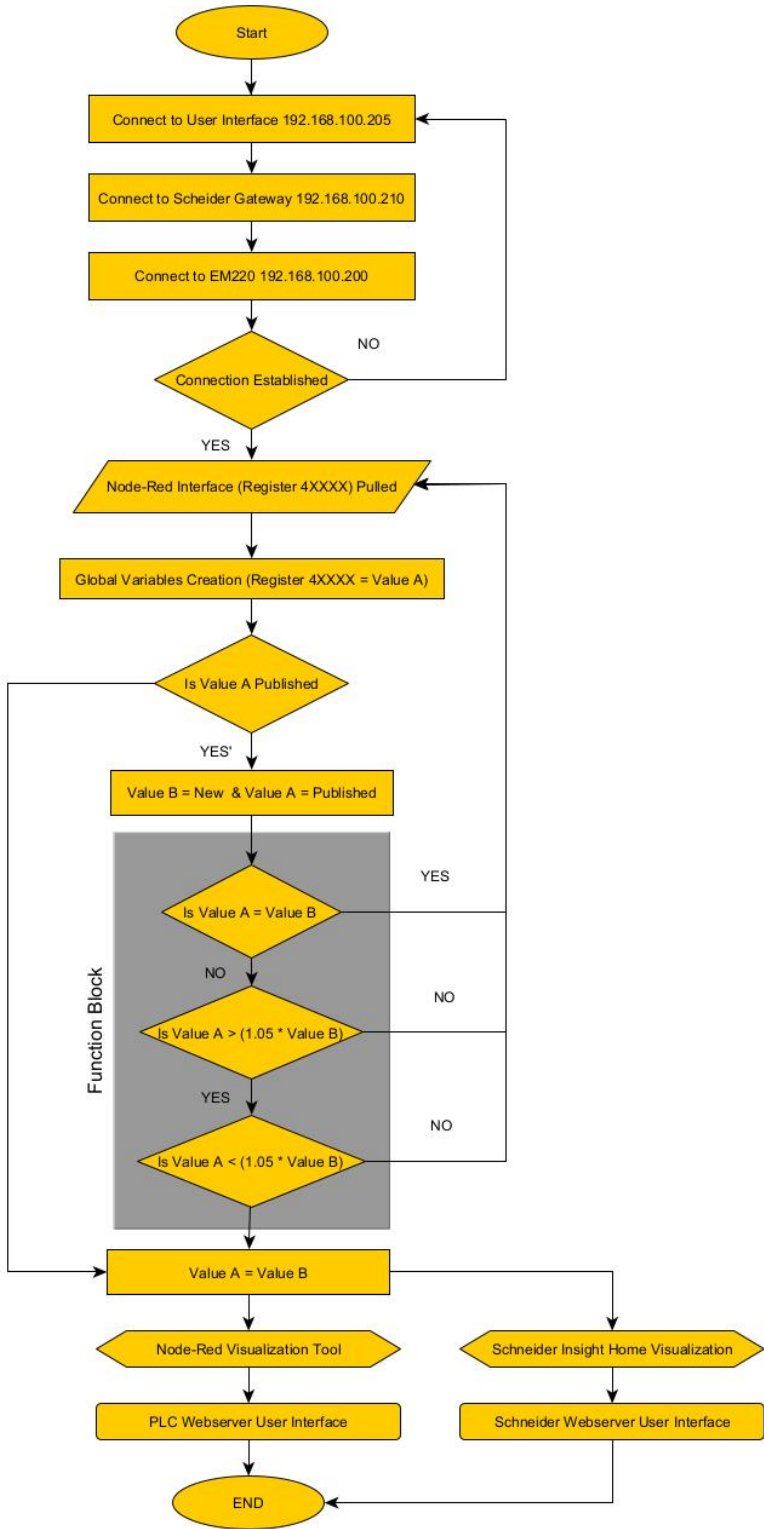 Start
Connect to User Interface 192.168.100.205
Connect to Scheider Gateway 192.168.100.210
Connect to EM220 192.168.100.200
NO
Connection Established
YES
Node-Red Interface (Register 4XXXX) Pulled
Global Variables Creation (Register 4XXXX = Value A)
Is Value A Published
YES'
Value B = New & Value A = Published
Function Block
YES
Is Value A = Value B
NO
NO
Is Value A > (1.05 * Value B)
YES
NO
Is Value A < (1.05 * Value B)
Value A = Value B
Node-Red Visualization Tool
Schneider Insight Home Visualization
PLC Webserver User Interface
Schneider Webserver User Interface
END